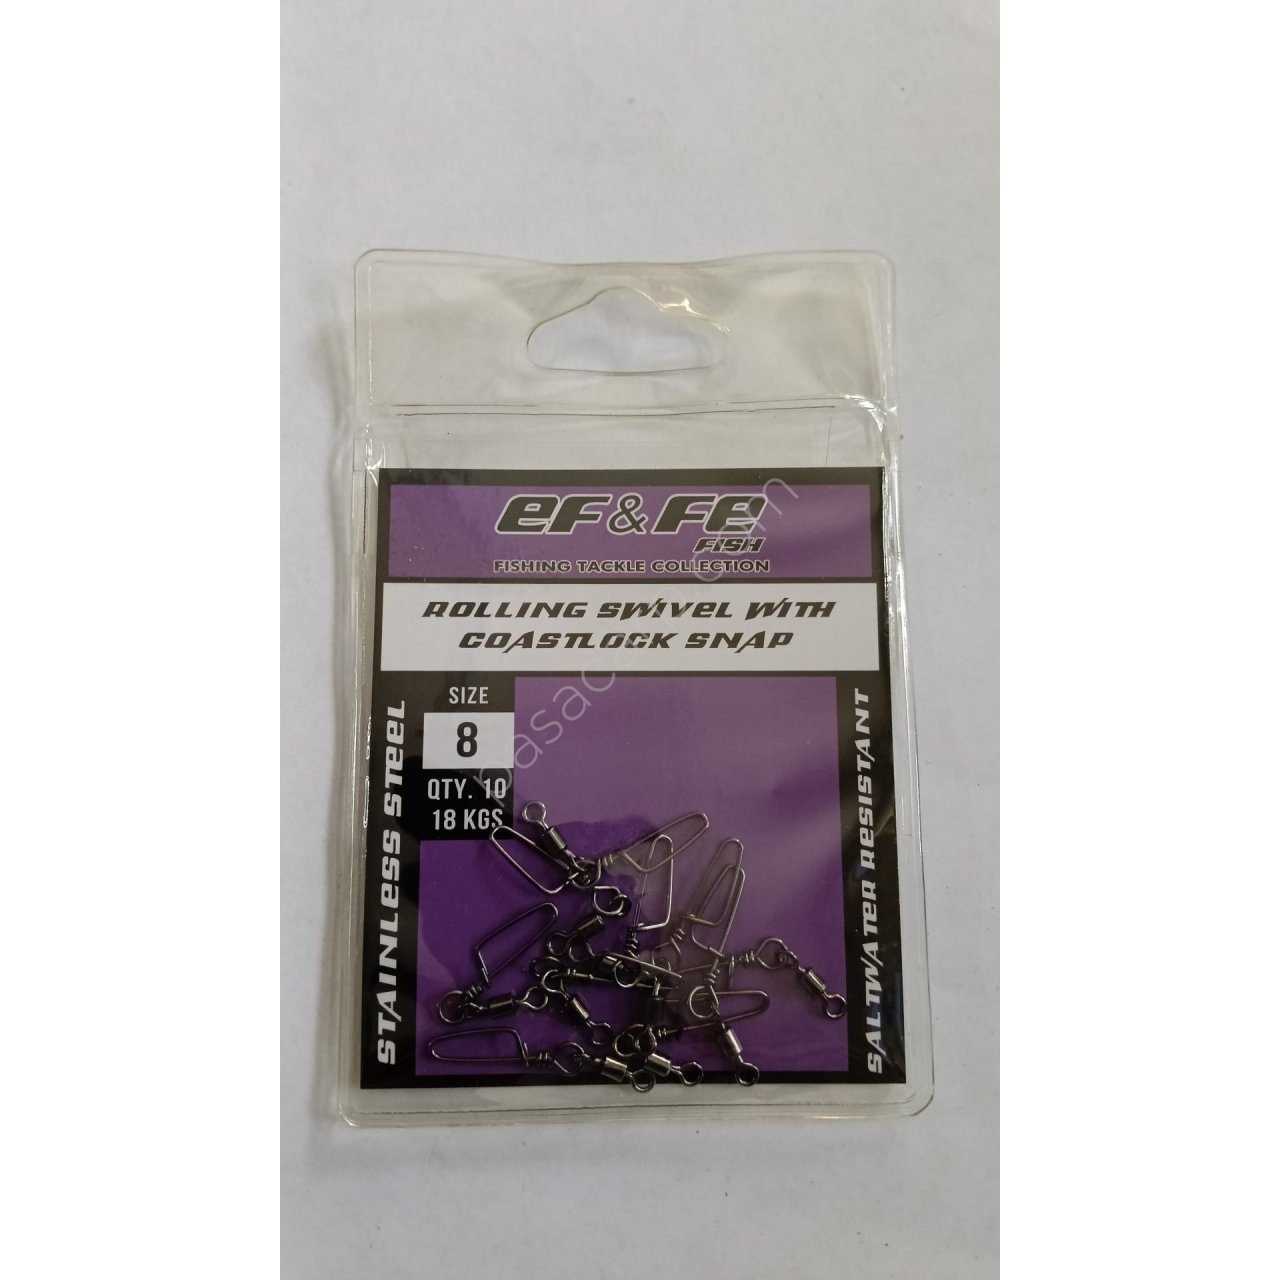 EF & FE
FISH
FISHING TACKLE COLLECTION
ROLLING SWIVEL WITH
COASTLOCK SNAP
SIZE
8
QTY. 10
18 KGS
STAINLESS STEEL
SALTWATER RESISTANT